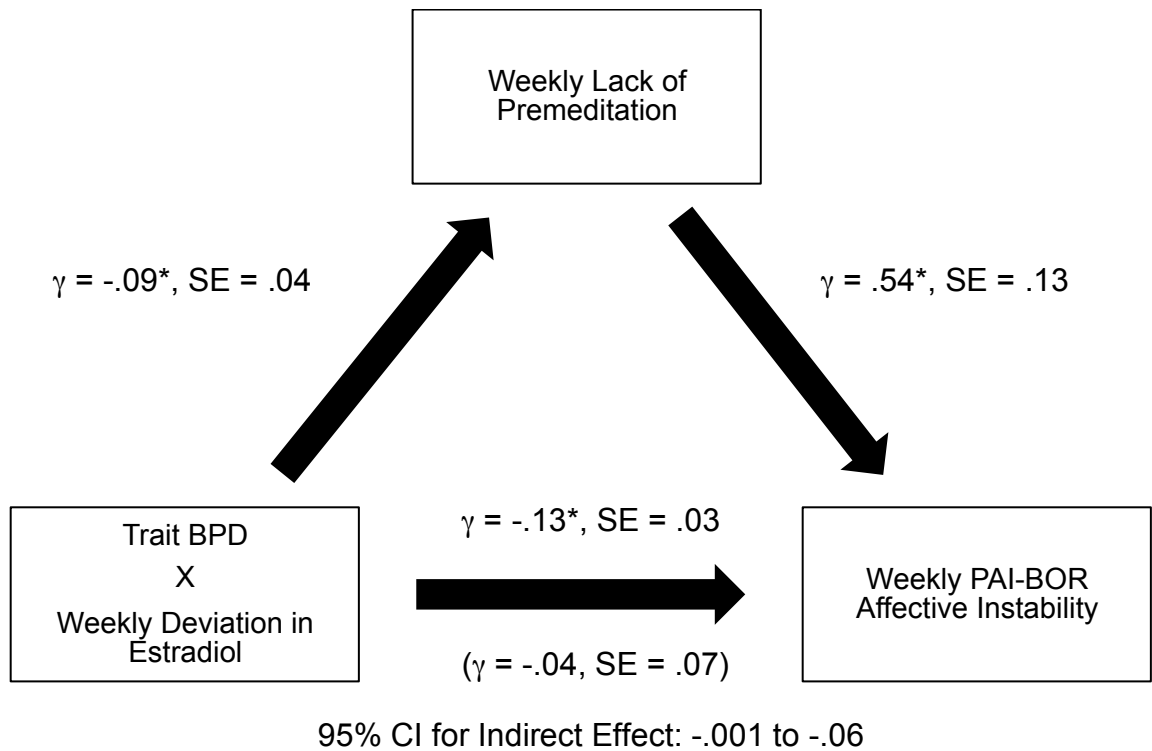 Weekly Lack of
Premeditation
γ = -.09*, SE = .04
γ = .54*, SE = .13
Trait BPD
X
Weekly Deviation in
Estradiol
γ = -.13*, SE = .03
(γ = -.04, SE = .07)
Weekly PAI-BOR
Affective Instability
95% CI for Indirect Effect: -.001 to -.06